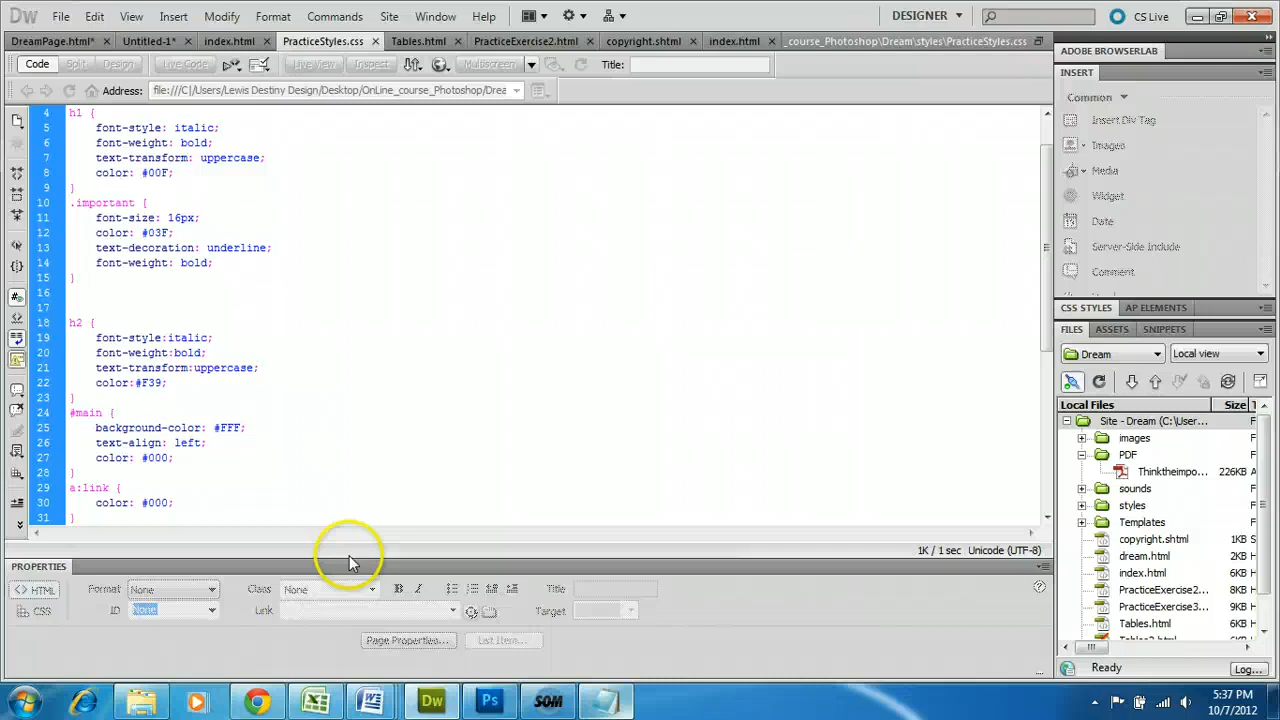 Dw File Edit View Insert Modify Format Commands Site Window Help DESIGNER CS Live
DreamPage.html* Untitled-1* index.html PracticeStyles.css Tables.html PracticeExercise2.html copyright.shtml index.html _course_Photoshop\Dream\styles\PracticeStyles.css
Code Split Design Live Code Live View Inspect Multiscreen Title:
Address: file:///C|/Users/Lewis Destiny Design/Desktop/OnLine_course_Photoshop/Drea
4 h1 {
5 font-style: italic;
6 font-weight: bold;
7 text-transform: uppercase;
8 color: #00F;
9 }
10 .important {
11 font-size: 16px;
12 color: #03F;
13 text-decoration: underline;
14 font-weight: bold;
15 }
16
17
18 h2 {
19 font-style:italic;
20 font-weight:bold;
21 text-transform:uppercase;
22 color:#F39;
23 }
24 #main {
25 background-color: #FFF;
26 text-align: left;
27 color: #000;
28 }
29 a:link {
30 color: #000;
31 }
1K / 1 sec Unicode (UTF-8)
PROPERTIES
HTML Format None Class None Title
CSS ID None Link Target
Page Properties... List Item...
ADOBE BROWSERLAB
INSERT
Common
Insert Div Tag
Images
Media
Widget
Date
Server-Side Include
Comment
CSS STYLES AP ELEMENTS
FILES ASSETS SNIPPETS
Dream Local view
Local Files Size T
Site - Dream (C:\User... F
images F
PDF F
Thinktheimpo... 226KB A
sounds F
styles F
Templates F
copyright.shtml 1KB S
dream.html 6KB H
index.html 6KB H
PracticeExercise2... 8KB H
PracticeExercise3... 9KB H
Tables.html 6KB H
Tables2.html 6KB H
Ready Log...
Dw Ps SOM
5:37 PM
10/7/2012